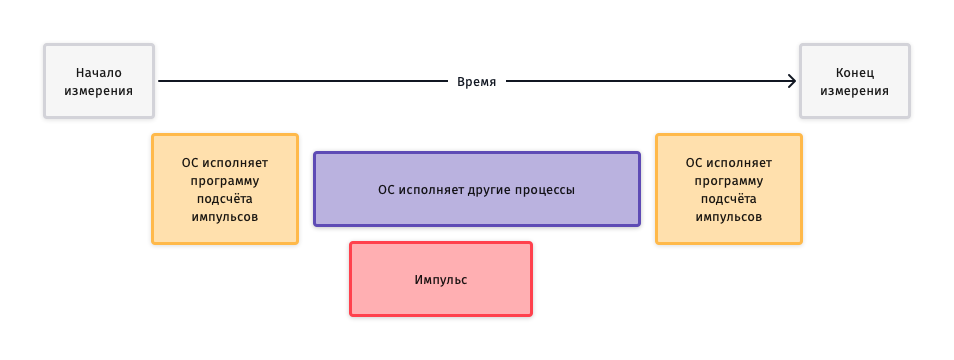 Начало
измерения
Время
Конец
измерения
ОС исполняет
программу
подсчёта
импульсов
ОС исполняет другие процессы
ОС исполняет
программу
подсчёта
импульсов
Импульс